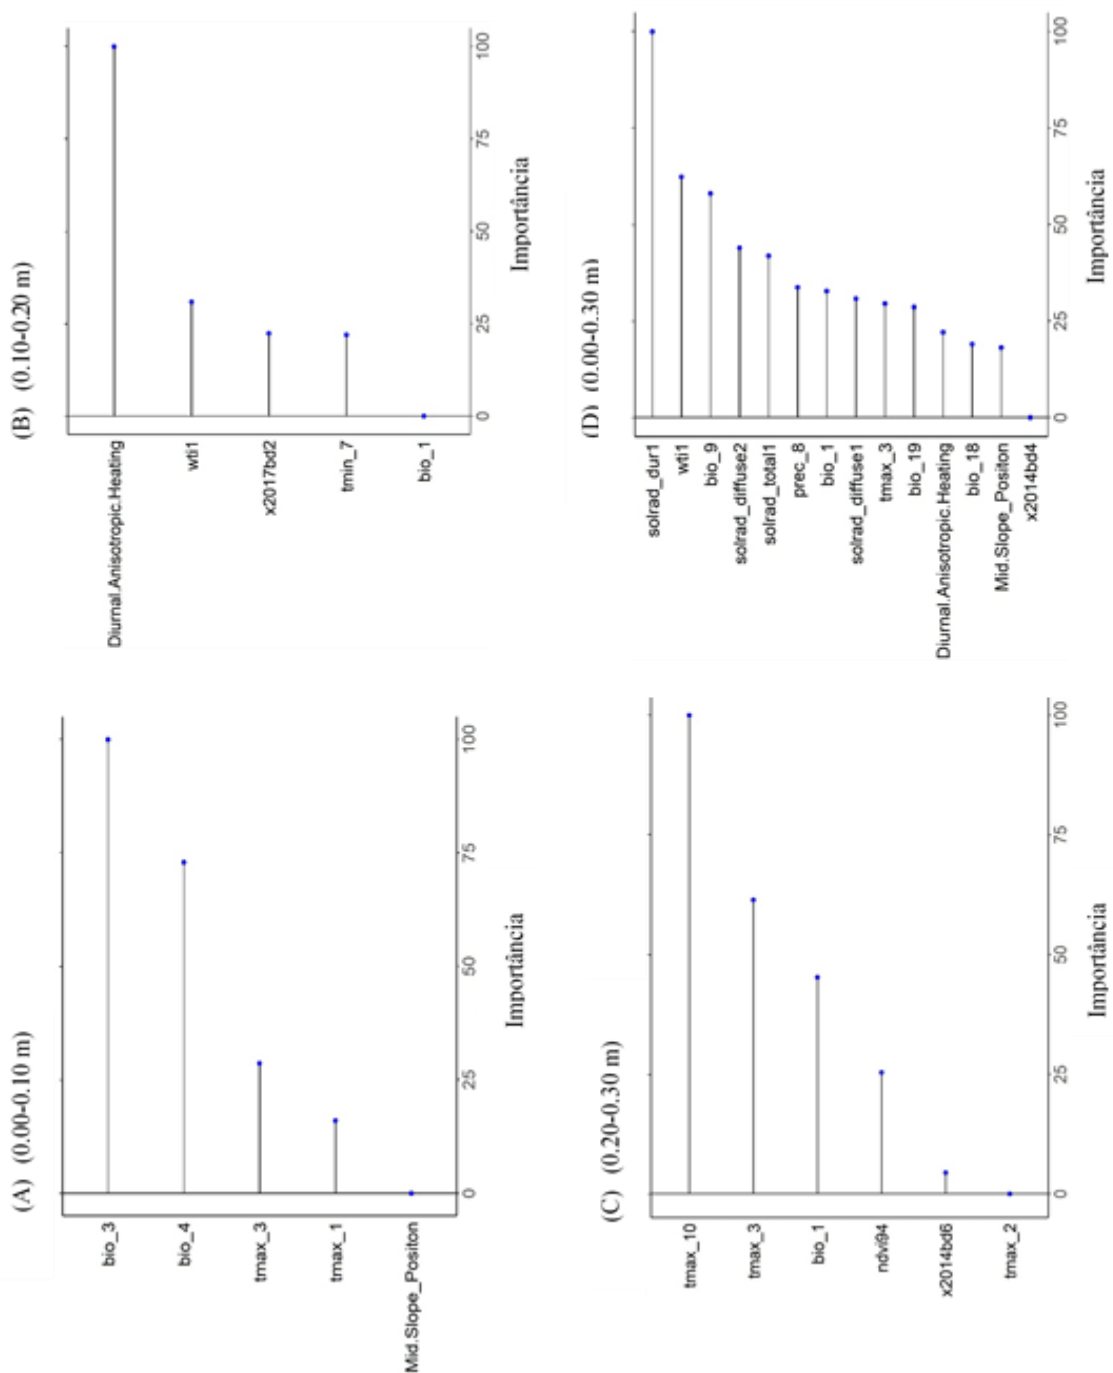 (A) (0.00-0.10 m)
bio_3
bio_4
tmax_3
tmax_1
Mid.Slope_Positon
0
25
50
75
100
Importância
(B) (0.10-0.20 m)
Diurnal.Anisotropic.Heating
wti1
x2017bd2
tmin_7
bio_1
0
25
50
75
100
Importância
(C) (0.20-0.30 m)
tmax_10
tmax_3
bio_1
ndvi94
x2014bd6
tmax_2
0
25
50
75
100
Importância
(D) (0.00-0.30 m)
solrad_dur1
wti1
bio_9
solrad_diffuse2
solrad_total1
prec_8
bio_1
solrad_diffuse1
tmax_3
bio_19
Diurnal.Anisotropic.Heating
bio_18
Mid.Slope_Positon
x2014bd4
0
25
50
75
100
Importância